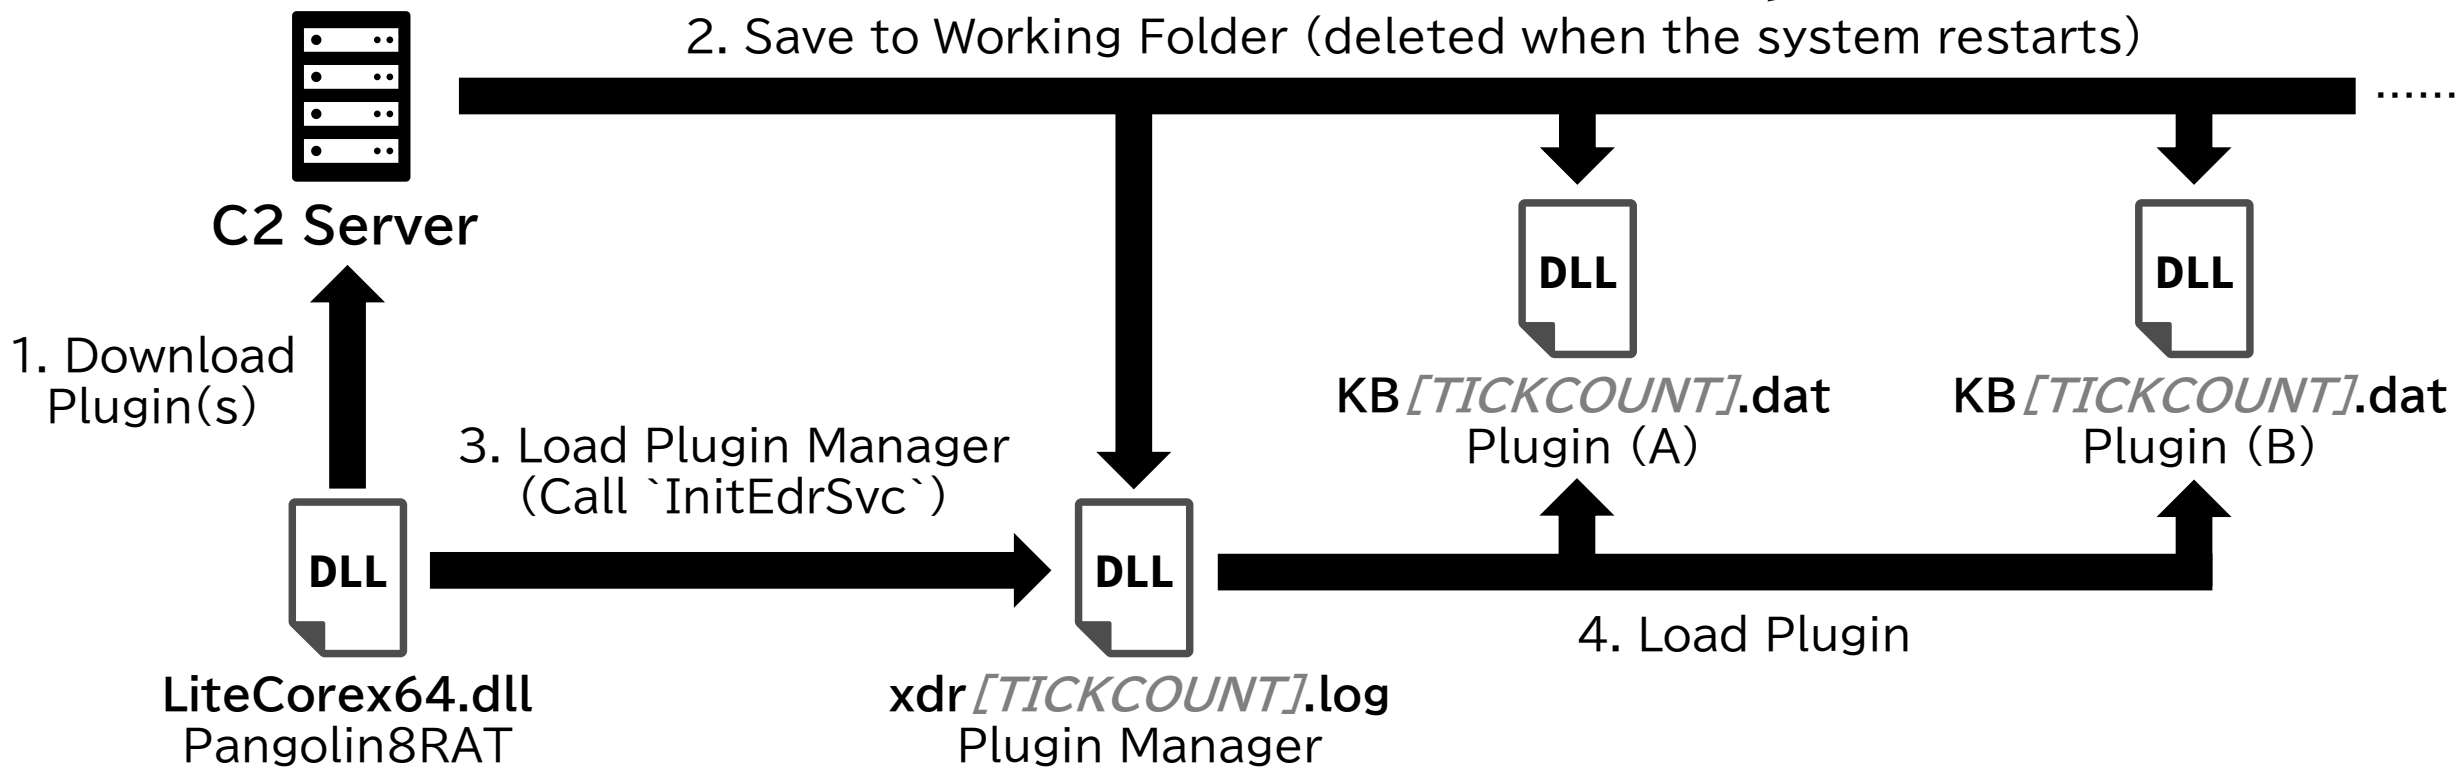 2. Save to Working Folder (deleted when the system restarts)
......
C2 Server
1. Download
Plugin(s)
DLL
KB[TICKCOUNT].dat
Plugin (A)
DLL
KB[TICKCOUNT].dat
Plugin (B)
3. Load Plugin Manager
(Call `InitEdrSvc`)
DLL
LiteCorex64.dll
Pangolin8RAT
DLL
xdr[TICKCOUNT].log
Plugin Manager
4. Load Plugin